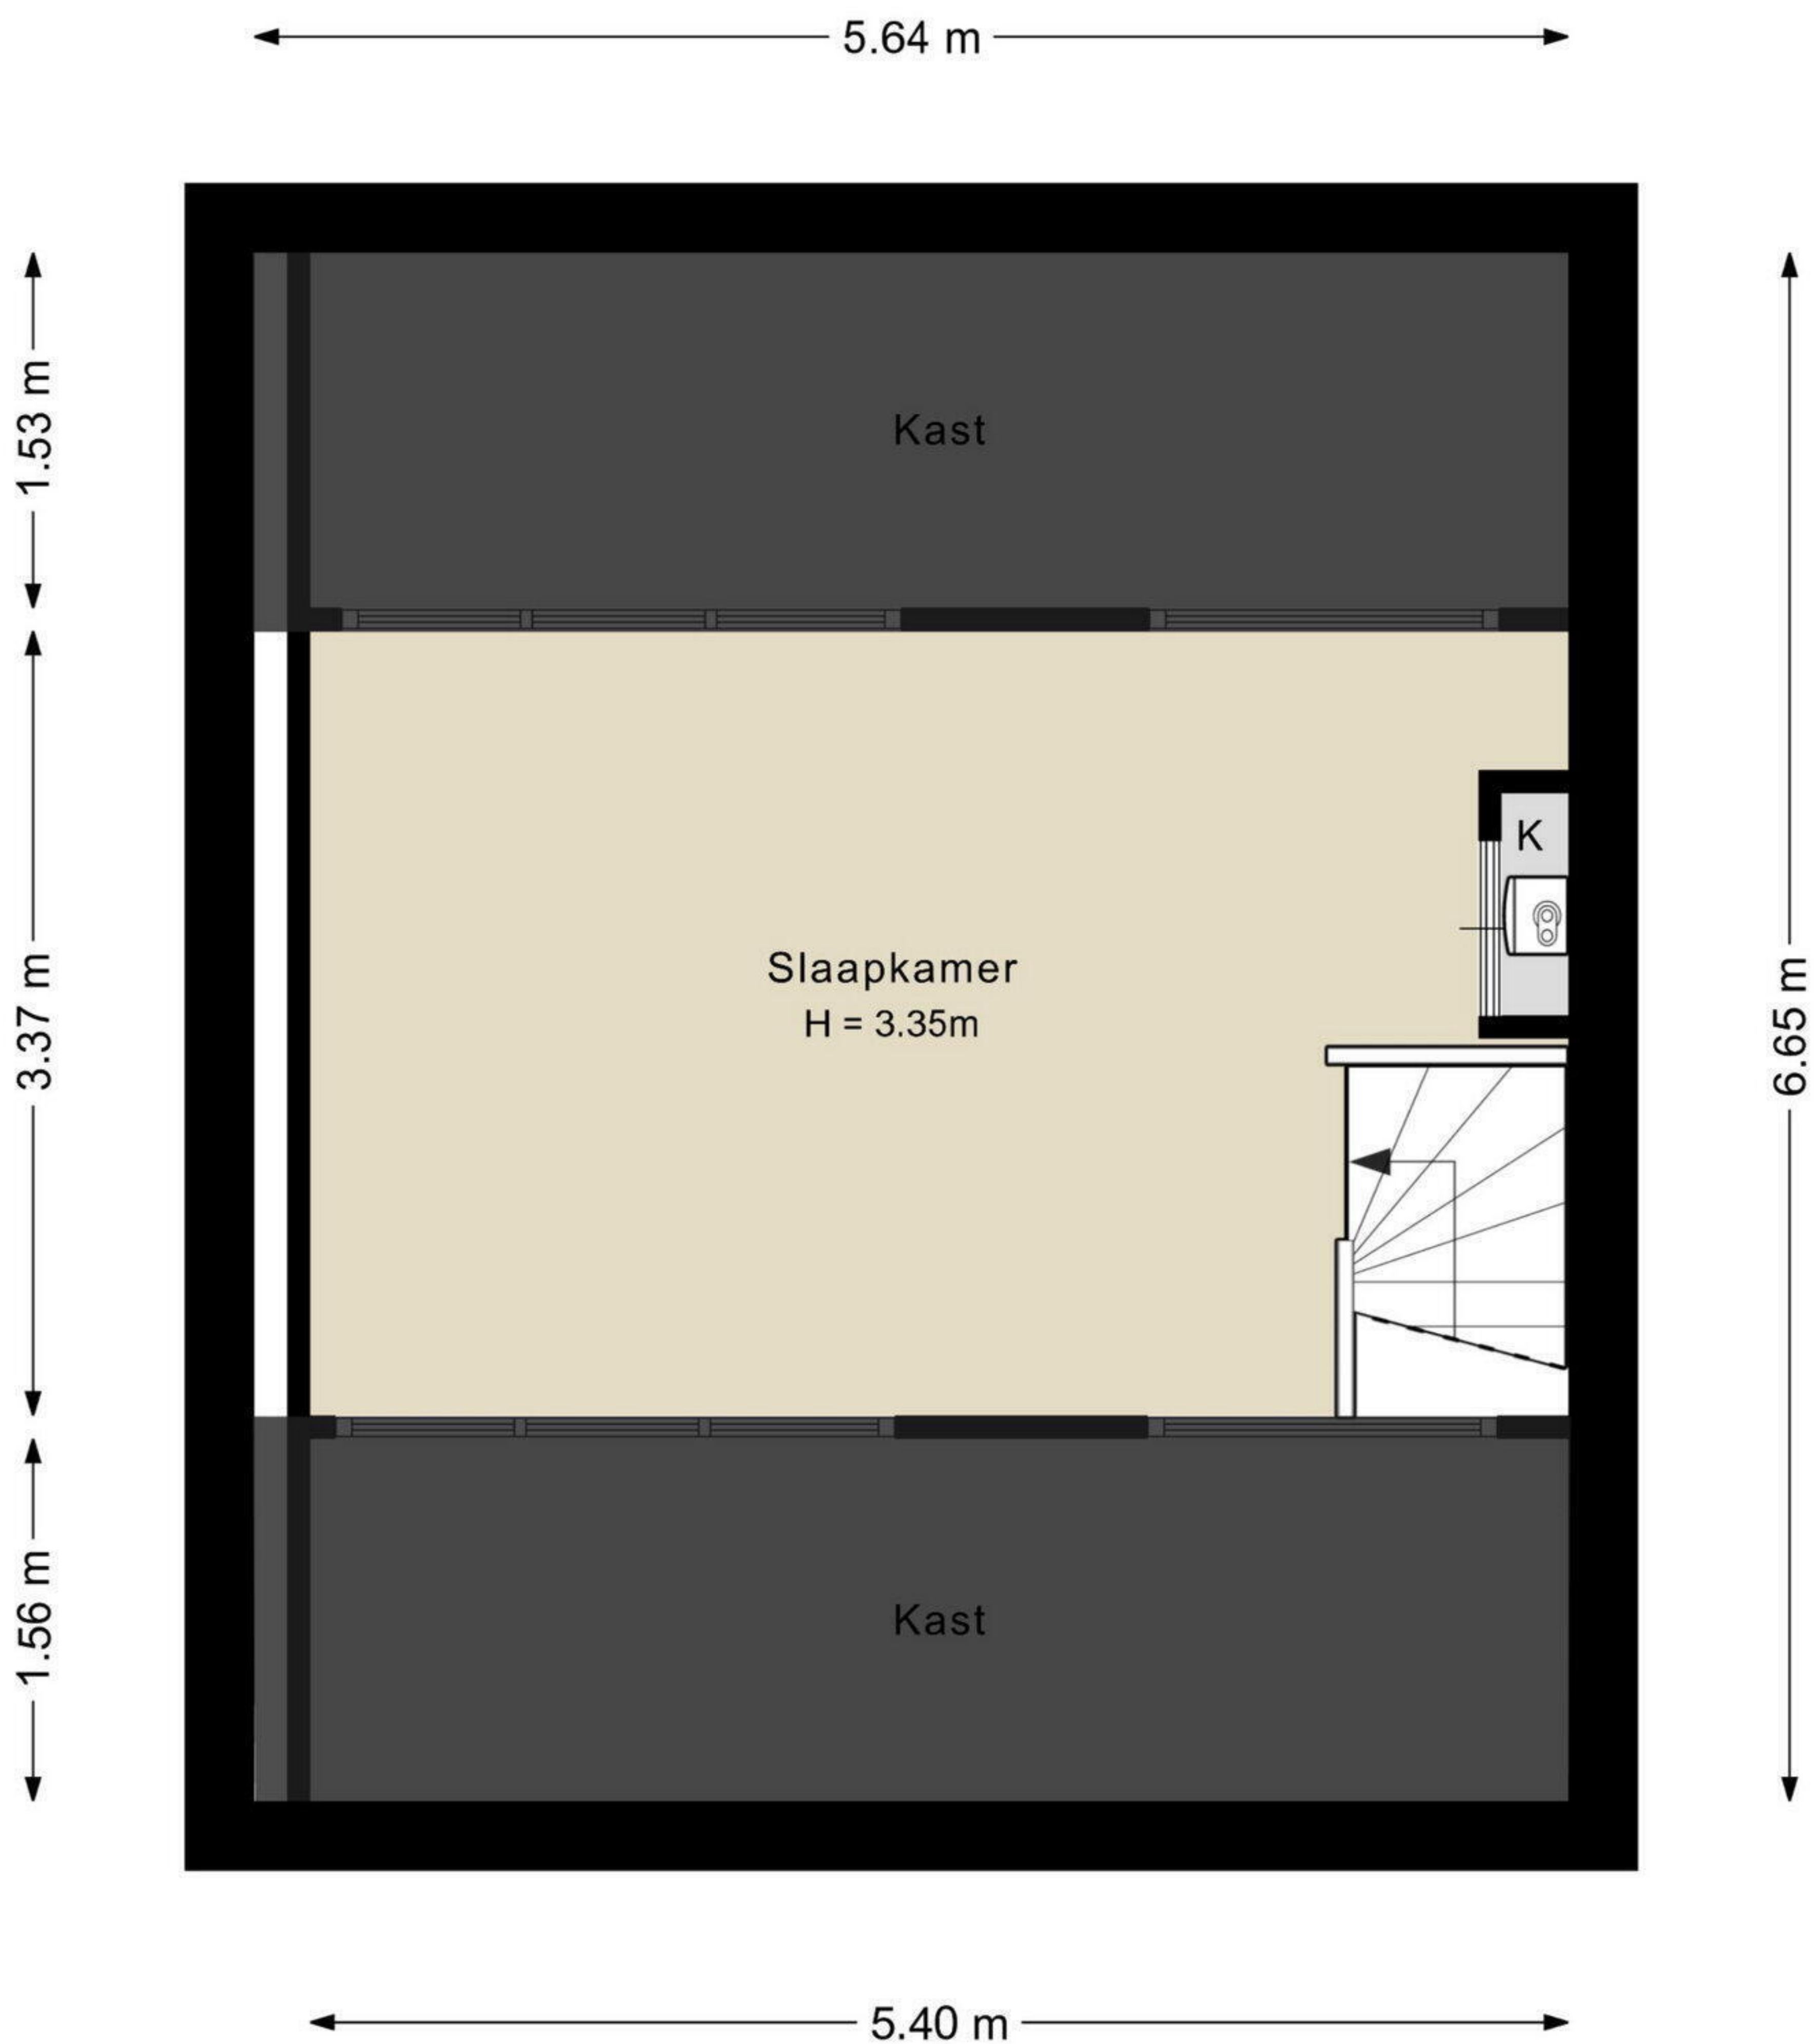 5.64 m
1.53 m
Kast
K
Slaapkamer
H = 3.35m
3.37 m
6.65 m
Kast
1.56 m
5.40 m